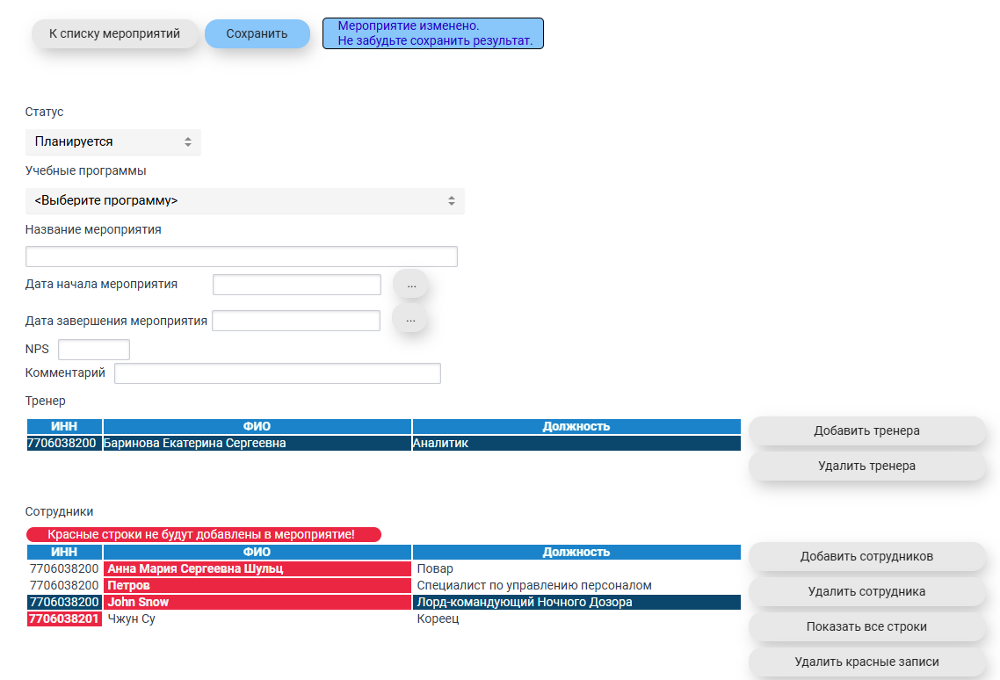 К списку мероприятий
Сохранить
Мероприятие изменено.
Не забудьте сохранить результат.
Статус
Планируется
Учебные программы
<Выберите программу>
Название мероприятия
Дата начала мероприятия ...
Дата завершения мероприятия ...
NPS
Комментарий
Тренер
ИНН ФИО Должность
7706038200 Баринова Екатерина Сергеевна Аналитик
Добавить тренера
Удалить тренера
Сотрудники
Красные строки не будут добавлены в мероприятие!
ИНН ФИО Должность
7706038200 Анна Мария Сергеевна Шульц Повар
7706038200 Петров Специалист по управлению персоналом
7706038200 John Snow Лорд-командующий Ночного Дозора
7706038201 Чжун Су Кореец
Добавить сотрудников
Удалить сотрудника
Показать все строки
Удалить красные записи